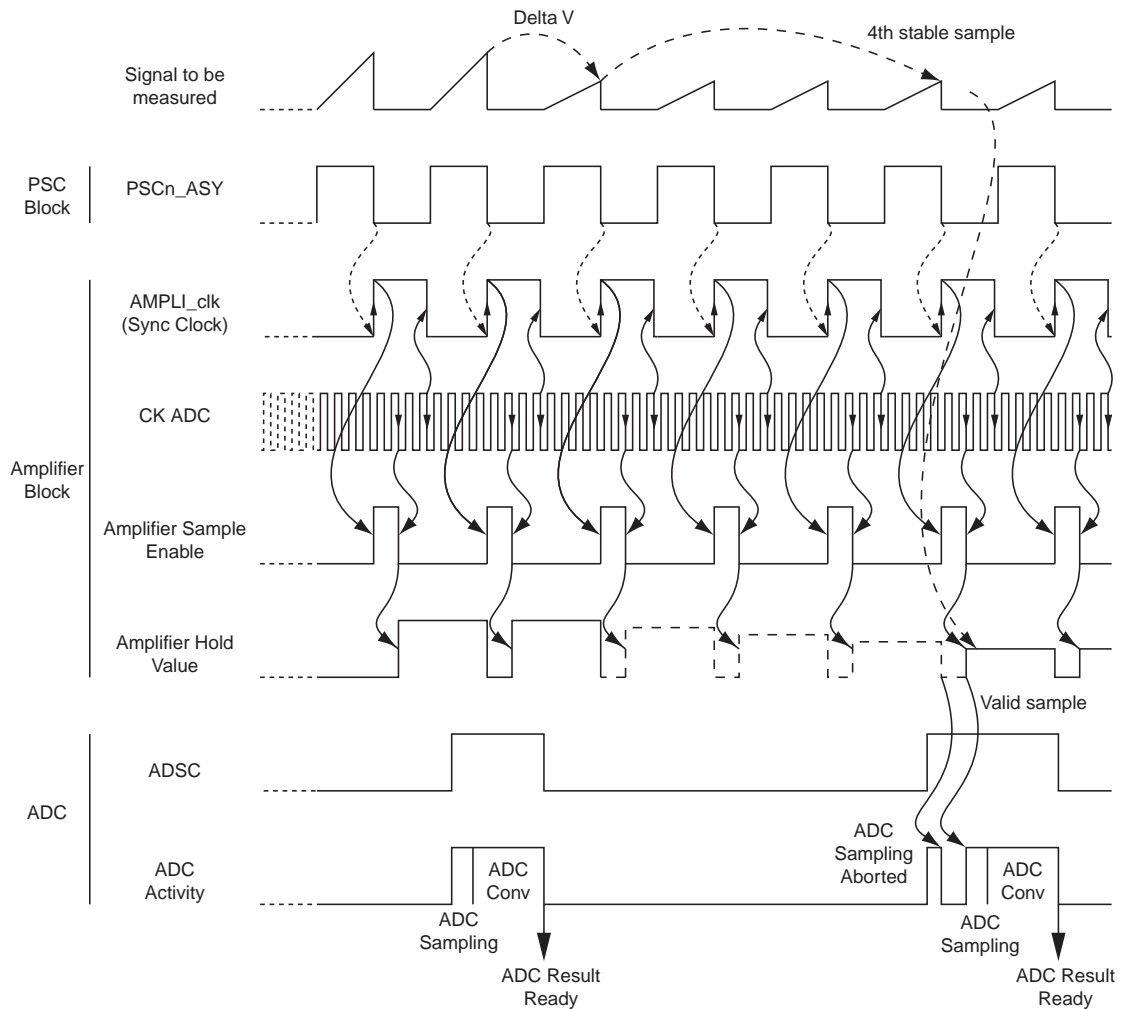 Delta V
4th stable sample
Signal to be
measured
PSC
Block
PSCn_ASY
AMPLI_clk
(Sync Clock)
CK ADC
Amplifier
Block
Amplifier Sample
Enable
Amplifier Hold
Value
Valid sample
ADSC
ADC
ADC
Sampling
Aborted
ADC
Activity
ADC
Conv
ADC
Conv
ADC
Sampling
ADC
Sampling
ADC Result
Ready
ADC Result
Ready